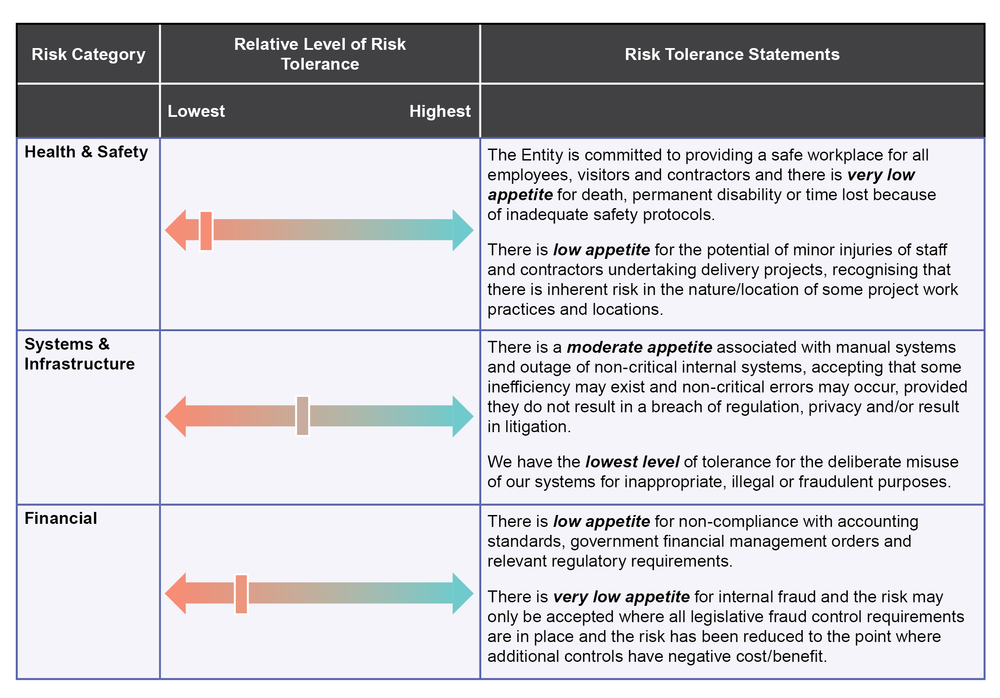 Risk Category
Relative Level of Risk
Tolerance
Risk Tolerance Statements
Lowest
Highest
Health & Safety
The Entity is committed to providing a safe workplace for all
employees, visitors and contractors and there is very low
appetite for death, permanent disability or time lost because
of inadequate safety protocols.
There is low appetite for the potential of minor injuries of staff
and contractors undertaking delivery projects, recognising that
there is inherent risk in the nature/location of some project work
practices and locations.
Systems &
Infrastructure
There is a moderate appetite associated with manual systems
and outage of non-critical internal systems, accepting that some
inefficiency may exist and non-critical errors may occur, provided
they do not result in a breach of regulation, privacy and/or result
in litigation.
We have the lowest level of tolerance for the deliberate misuse
of our systems for inappropriate, illegal or fraudulent purposes.
Financial
There is low appetite for non-compliance with accounting
standards, government financial management orders and
relevant regulatory requirements.
There is very low appetite for internal fraud and the risk may
only be accepted where all legislative fraud control requirements
are in place and the risk has been reduced to the point where
additional controls have negative cost/benefit.